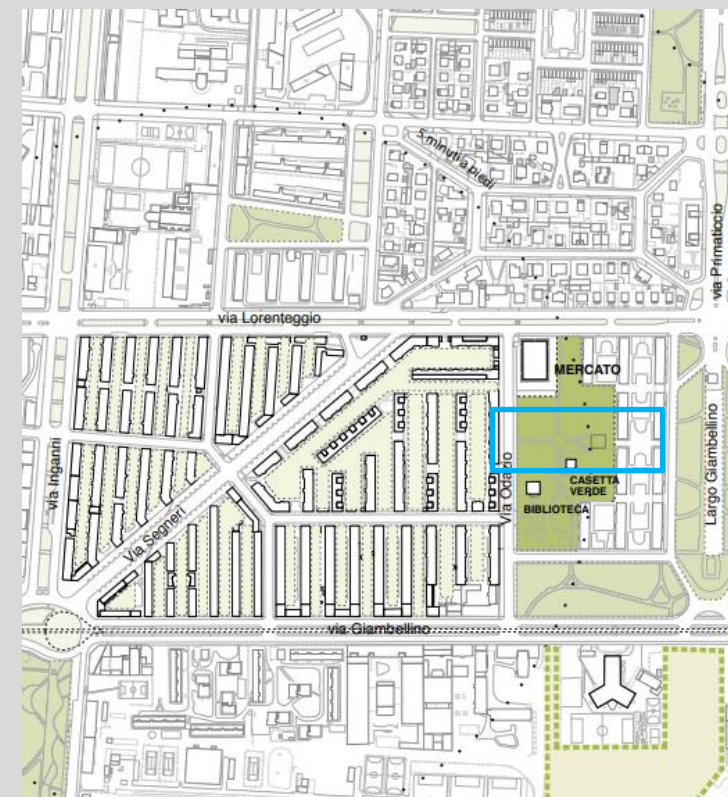 5 minuti a piedi
via Primaticcio
via Lorenteggio
MERCATO
Largo Giambellino
via Inganni
via Odazio
CASETTA
VERDE
BIBLIOTECA
Via Segneri
via Giambellino